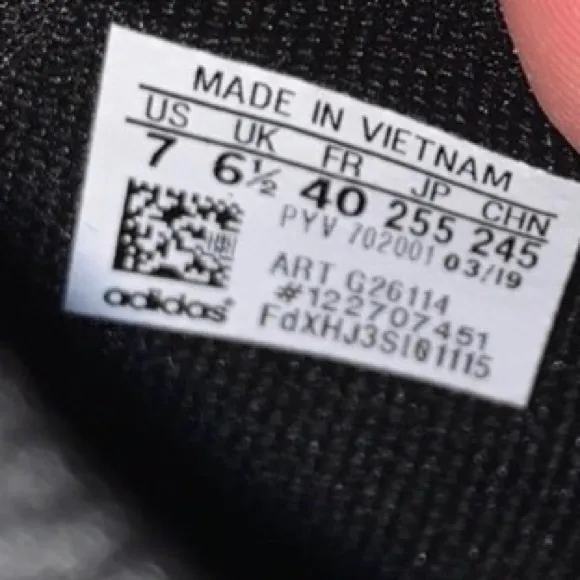 MADE IN VIETNAM
US UK FR JP CHN
7 6½ 40 255 245
PYV 702001 03/19
ART G26114
#122707451
adidas